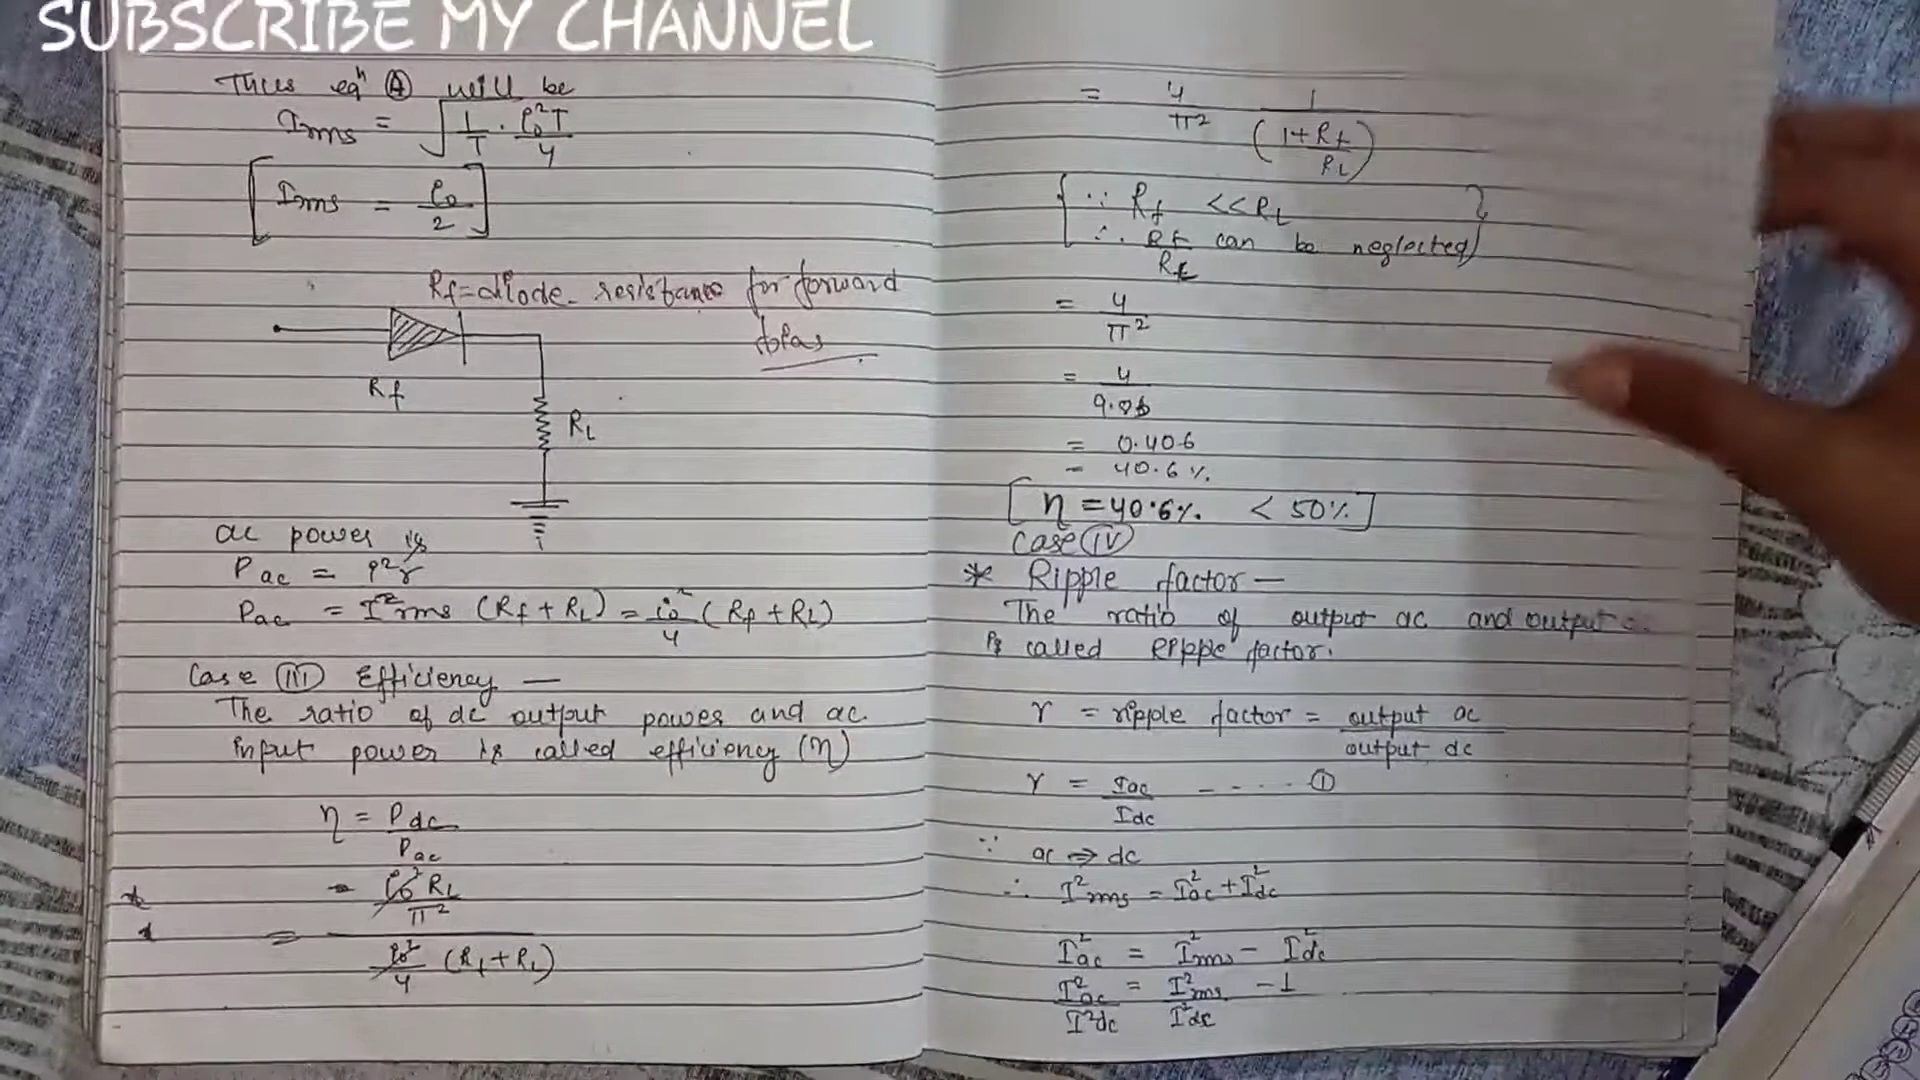 SUBSCRIBE MY CHANNEL
Thus eqⁿ Ⓐ will be
Irms = √(1/T · i₀²T/4)
[Irms = i₀/2]
Rf = diode resistance for forward
bias
Rf
RL
ac power is
Pac = i²r
Pac = I²rms (Rf + RL) = i₀²/4 (Rf + RL)
Case (III) Efficiency —
The ratio of dc output power and ac
input power is called efficiency (η)
η = Pdc/Pac
= i₀²RL/π²
= i₀²/4 (Rf + RL)
= 4/π² 1/(1+Rf/RL)
{∵ Rf << RL
∴ Rf/RL can be neglected}
= 4/π²
= 4
= 0.406
= 40.6%
[η = 40.6% < 50%]
Case (IV)
* Ripple factor —
The ratio of output ac and output
is called ripple factor.
γ = ripple factor = output ac/output dc
γ = Iac/Idc - - - - - ①
∵ ac ⇒ dc
∴ I²rms = I²ac + I²dc
I²ac = I²rms − I²dc
I²ac/I²dc = I²rms/I²dc − 1